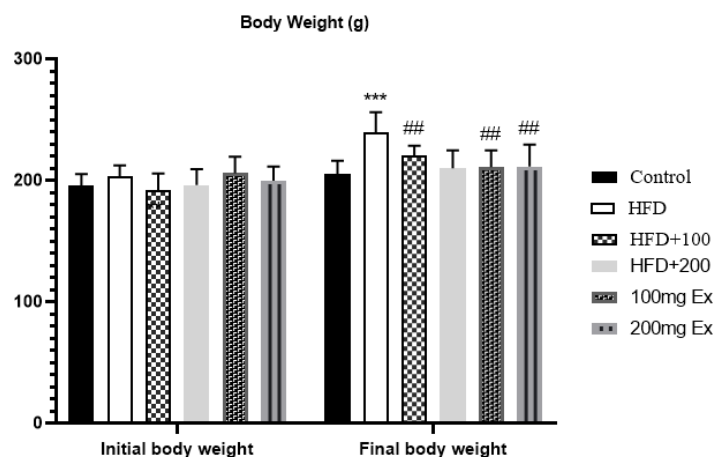 Body Weight (g)
300
200
100
0
***
##
##
##
Initial body weight
Final body weight
Control
HFD
HFD+100
HFD+200
100mg Ex
200mg Ex